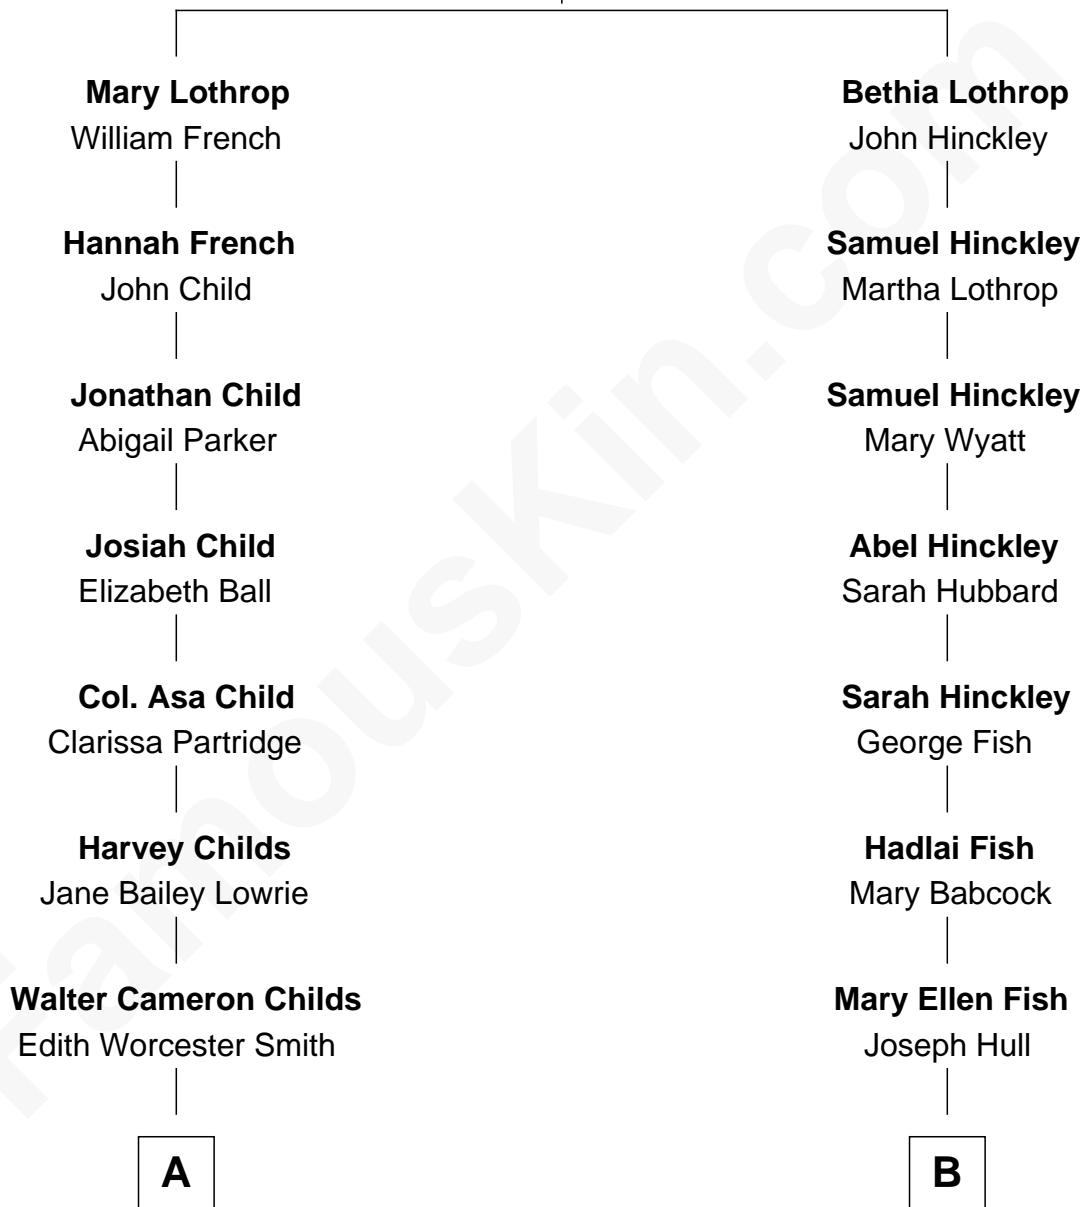 Mary Lothrop
William French
Hannah French
John Child
Jonathan Child
Abigail Parker
Josiah Child
Elizabeth Ball
Col. Asa Child
Clarissa Partridge
Harvey Childs
Jane Bailey Lowrie
Walter Cameron Childs
Edith Worcester Smith
A
Bethia Lothrop
John Hinckley
Samuel Hinckley
Martha Lothrop
Samuel Hinckley
Mary Wyatt
Abel Hinckley
Sarah Hubbard
Sarah Hinckley
George Fish
Hadlai Fish
Mary Babcock
Mary Ellen Fish
Joseph Hull
B
FamousKin.com